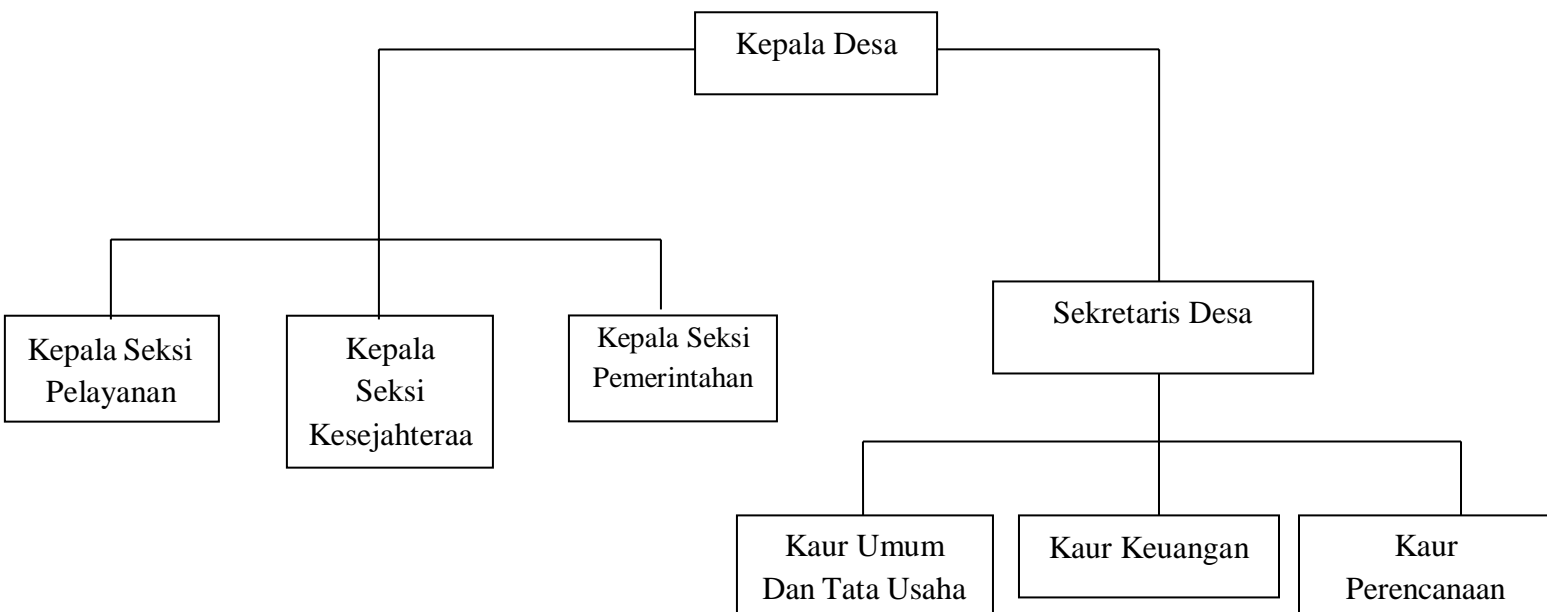 Kepala Desa
Sekretaris Desa
Kepala Seksi
Pelayanan
Kepala
Seksi
Kesejahteraa
Kepala Seksi
Pemerintahan
Kaur Umum
Dan Tata Usaha
Kaur Keuangan
Kaur
Perencanaan